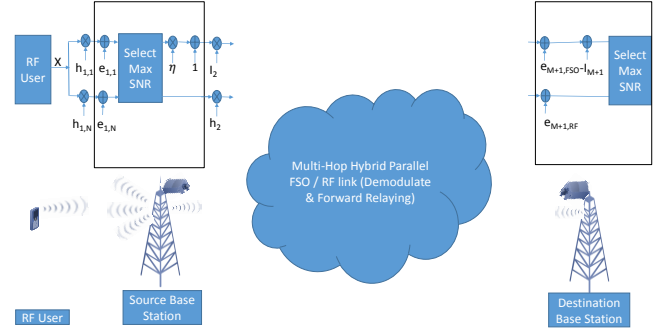 RF
User
X
h1,1
e1,1
Select
Max
SNR
η
1
I2
h1,N
e1,N
h2
eM+1,FSO
-IM+1
Select
Max
SNR
eM+1,RF
Multi-Hop Hybrid Parallel
FSO / RF link (Demodulate
& Forward Relaying)
RF User
Source Base
Station
Destination
Base Station